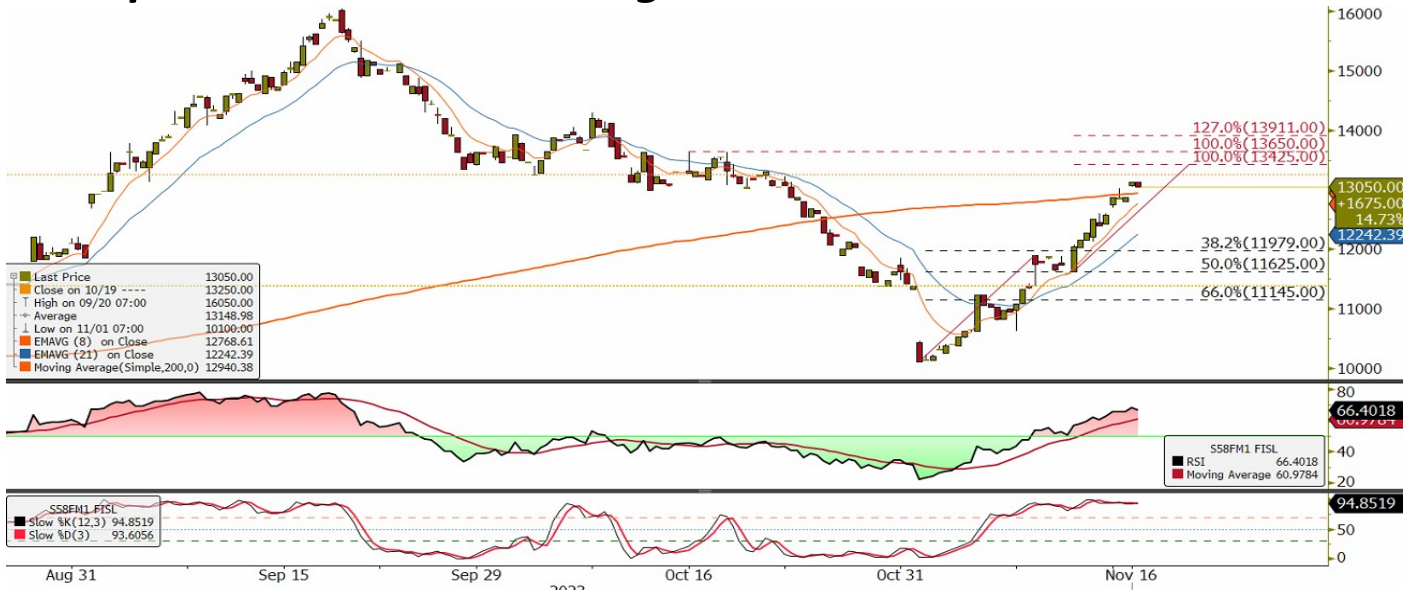 16000
15000
14000
12000
11000
10000
127.0%(13911.00)
100.0%(13650.00)
100.0%(13425.00)
13050.00
+1675.00
14.73%
12242.39
38.2%(11979.00)
50.0%(11625.00)
66.0%(11145.00)
Last Price 13050.00
Close on 10/19 ---- 13250.00
High on 09/20 07:00 16050.00
Average 13148.98
Low on 11/01 07:00 10100.00
EMAVG (8) on Close 12768.61
EMAVG (21) on Close 12242.39
Moving Average(Simple,200,0) 12940.38
80
66.4018
60.9784
40
20
S58FM1 FISL
RSI 66.4018
Moving Average 60.9784
S58FM1 FISL
Slow %K(12,3) 94.8519
Slow %D(3) 93.6056
94.8519
50
0
Aug 31 Sep 15 Sep 29 Oct 16 Oct 31 Nov 16